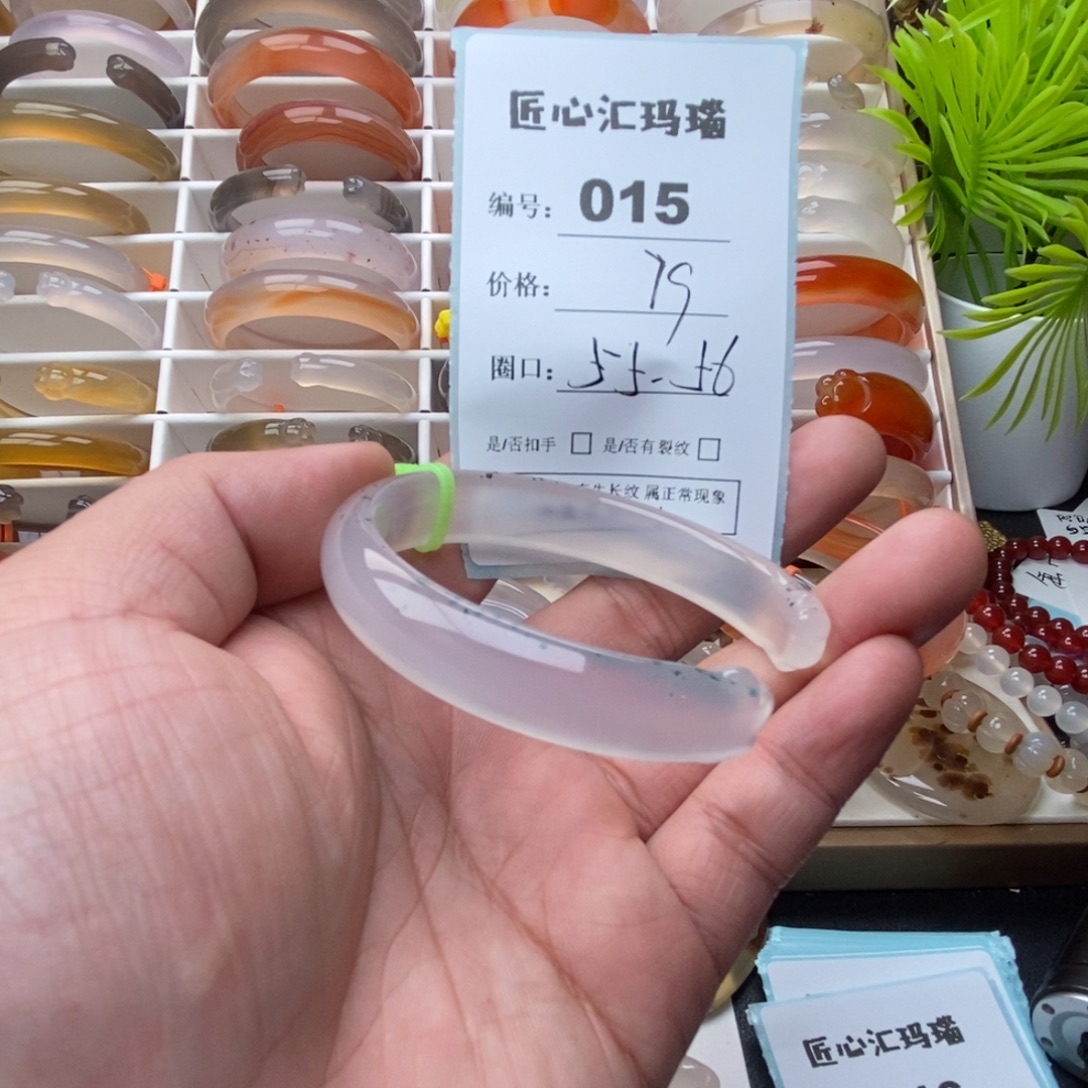 匠心汇玛瑙
编号: 015
价格: 79
圈口: 55-56
是/否扣手 □ 是/否有裂纹 □
生长纹 属正常现象
匠心汇玛瑙